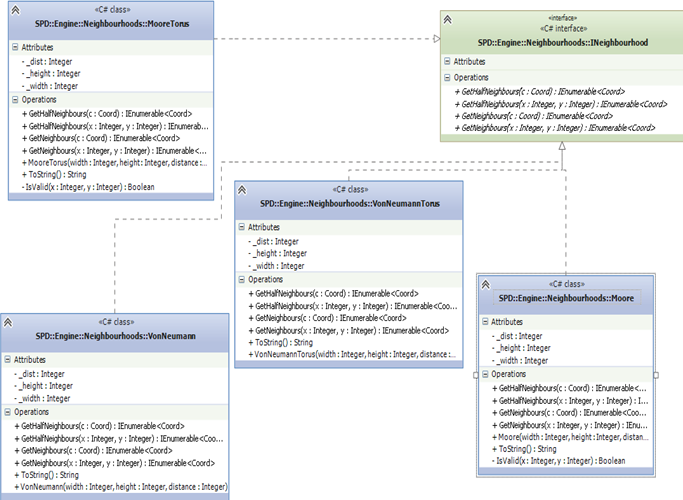 «C# class»
SPD::Engine::Neighbourhoods::MooreTorus
Attributes
- _dist : Integer
- _height : Integer
- _width : Integer
Operations
+ GetHalfNeighbours(c : Coord) : IEnumerable<Coord>
+ GetHalfNeighbours(x : Integer, y : Integer) : IEnumera...
+ GetNeighbours(c : Coord) : IEnumerable<Coord>
+ GetNeighbours(x : Integer, y : Integer) : IEnumerable<...
+ MooreTorus(width : Integer, height : Integer, distance :...
+ ToString() : String
- IsValid(x : Integer, y : Integer) : Boolean
«interface»
«C# interface»
SPD::Engine::Neighbourhoods::INeighbourhood
Attributes
Operations
+ GetHalfNeighbours(c : Coord) : IEnumerable<Coord>
+ GetHalfNeighbours(x : Integer, y : Integer) : IEnumerable<Coord>
+ GetNeighbours(c : Coord) : IEnumerable<Coord>
+ GetNeighbours(x : Integer, y : Integer) : IEnumerable<Coord>
«C# class»
SPD::Engine::Neighbourhoods::VonNeumannTorus
Attributes
- _dist : Integer
- _height : Integer
- _width : Integer
Operations
+ GetHalfNeighbours(c : Coord) : IEnumerable<Coord>
+ GetHalfNeighbours(x : Integer, y : Integer) : IEnumerable<Coo...
+ GetNeighbours(c : Coord) : IEnumerable<Coord>
+ GetNeighbours(x : Integer, y : Integer) : IEnumerable<Coord>
+ ToString() : String
+ VonNeumannTorus(width : Integer, height : Integer, distance :...
«C# class»
SPD::Engine::Neighbourhoods::Moore
Attributes
- _dist : Integer
- _height : Integer
- _width : Integer
Operations
+ GetHalfNeighbours(c : Coord) : IEnumerable<...
+ GetHalfNeighbours(x : Integer, y : Integer) : I...
+ GetNeighbours(c : Coord) : IEnumerable<Coord>
+ GetNeighbours(x : Integer, y : Integer) : IEnu...
+ Moore(width : Integer, height : Integer, distan...
+ ToString() : String
- IsValid(x : Integer, y : Integer) : Boolean
«C# class»
SPD::Engine::Neighbourhoods::VonNeumann
Attributes
- _dist : Integer
- _height : Integer
- _width : Integer
Operations
+ GetHalfNeighbours(c : Coord) : IEnumerable<Coord>
+ GetHalfNeighbours(x : Integer, y : Integer) : IEnumerable<Coo...
+ GetNeighbours(c : Coord) : IEnumerable<Coord>
+ GetNeighbours(x : Integer, y : Integer) : IEnumerable<Coord>
+ ToString() : String
+ VonNeumann(width : Integer, height : Integer, distance : Integer)